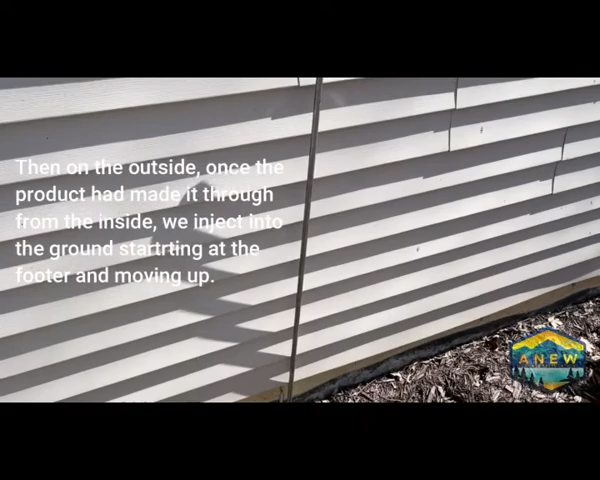 Then on the outside, once the
product had made it through
from the inside, we inject into
the ground startrting at the
footer and moving up.
ANEW